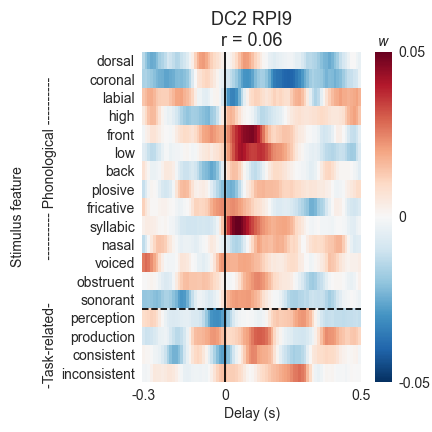 DC2 RPI9
r = 0.06
w
dorsal
coronal
labial
high
front
low
back
plosive
fricative
syllabic
nasal
voiced
obstruent
sonorant
perception
production
consistent
inconsistent
Stimulus feature
---------- Phonological ----------
-Task-related-
-0.3
0
0.5
Delay (s)
0.05
0
-0.05